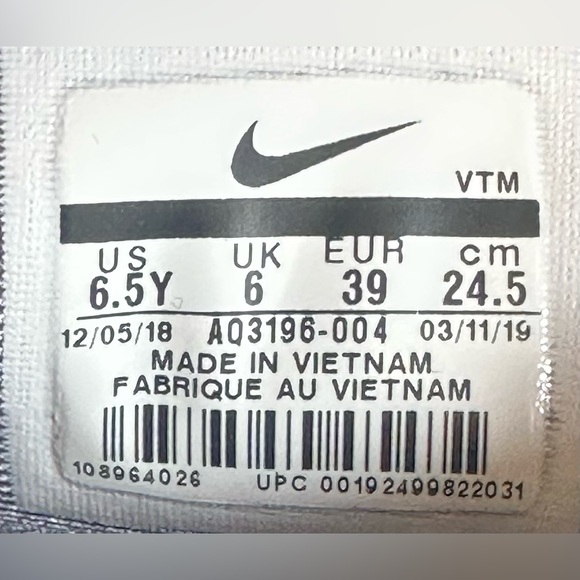 VTM
US UK EUR cm
6.5Y 6 39 24.5
12/05/18 AQ3196-004 03/11/19
MADE IN VIETNAM
FABRIQUE AU VIETNAM
108964026 UPC 00192499822031